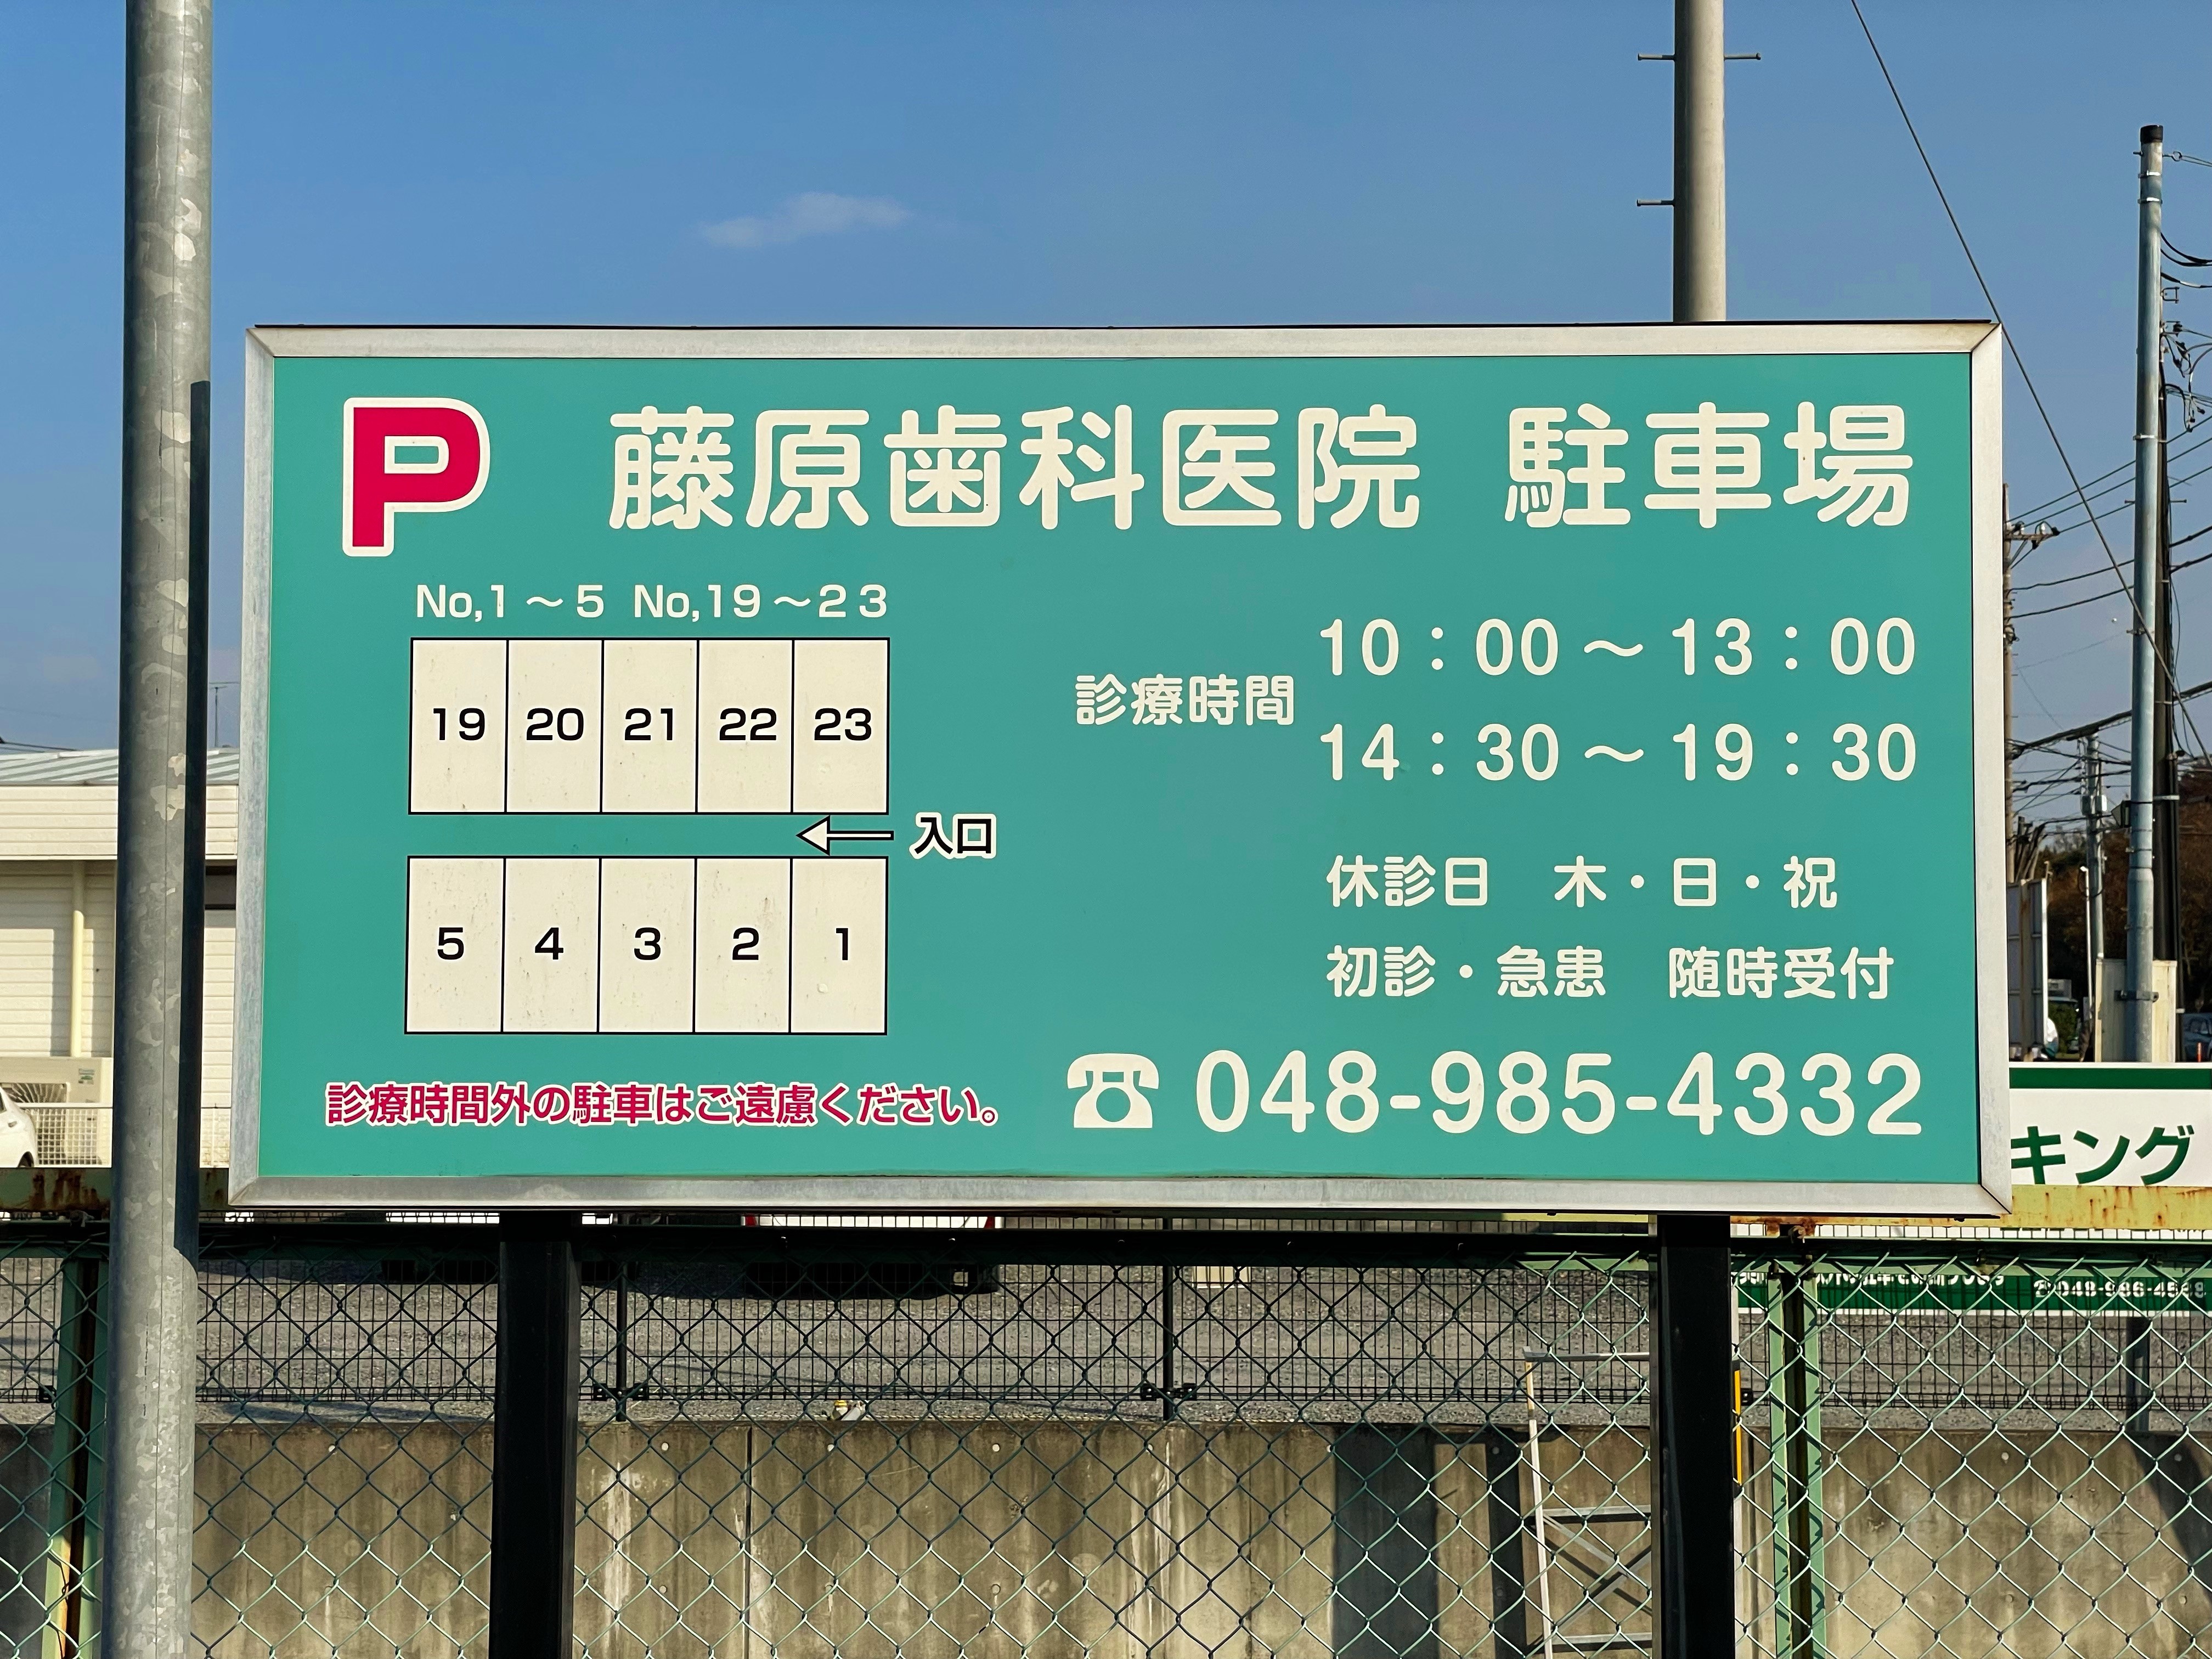 P 藤原歯科医院 駐車場
No,1～5 No,19～23
19 20 21 22 23
入口
5 4 3 2 1
診療時間外の駐車はご遠慮ください。
診療時間
10：00～13：00
14：30～19：30
休診日 木・日・祝
初診・急患 随時受付
☎ 048-985-4332
キング